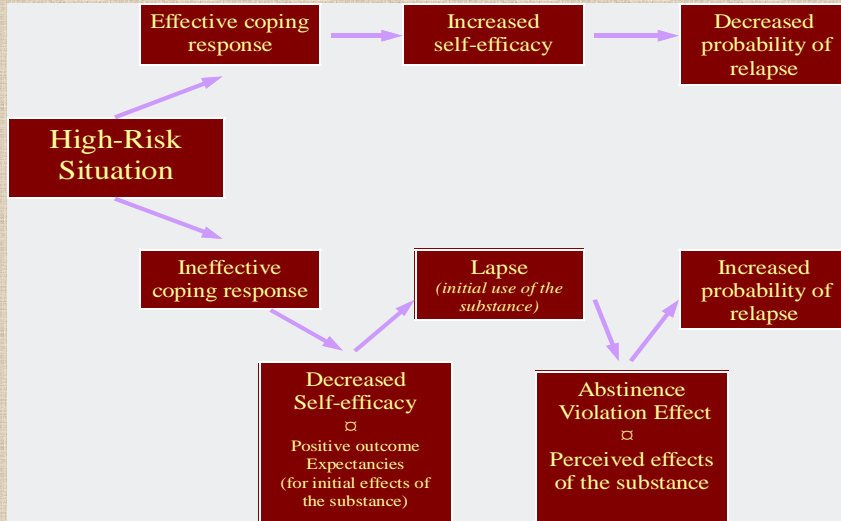 Effective coping
response
Increased
self-efficacy
Decreased
probability of
relapse
High-Risk
Situation
Ineffective
coping response
Lapse
(initial use of the
substance)
Increased
probability of
relapse
Decreased
Self-efficacy
¤
Positive outcome
Expectancies
(for initial effects of
the substance)
Abstinence
Violation Effect
¤
Perceived effects
of the substance